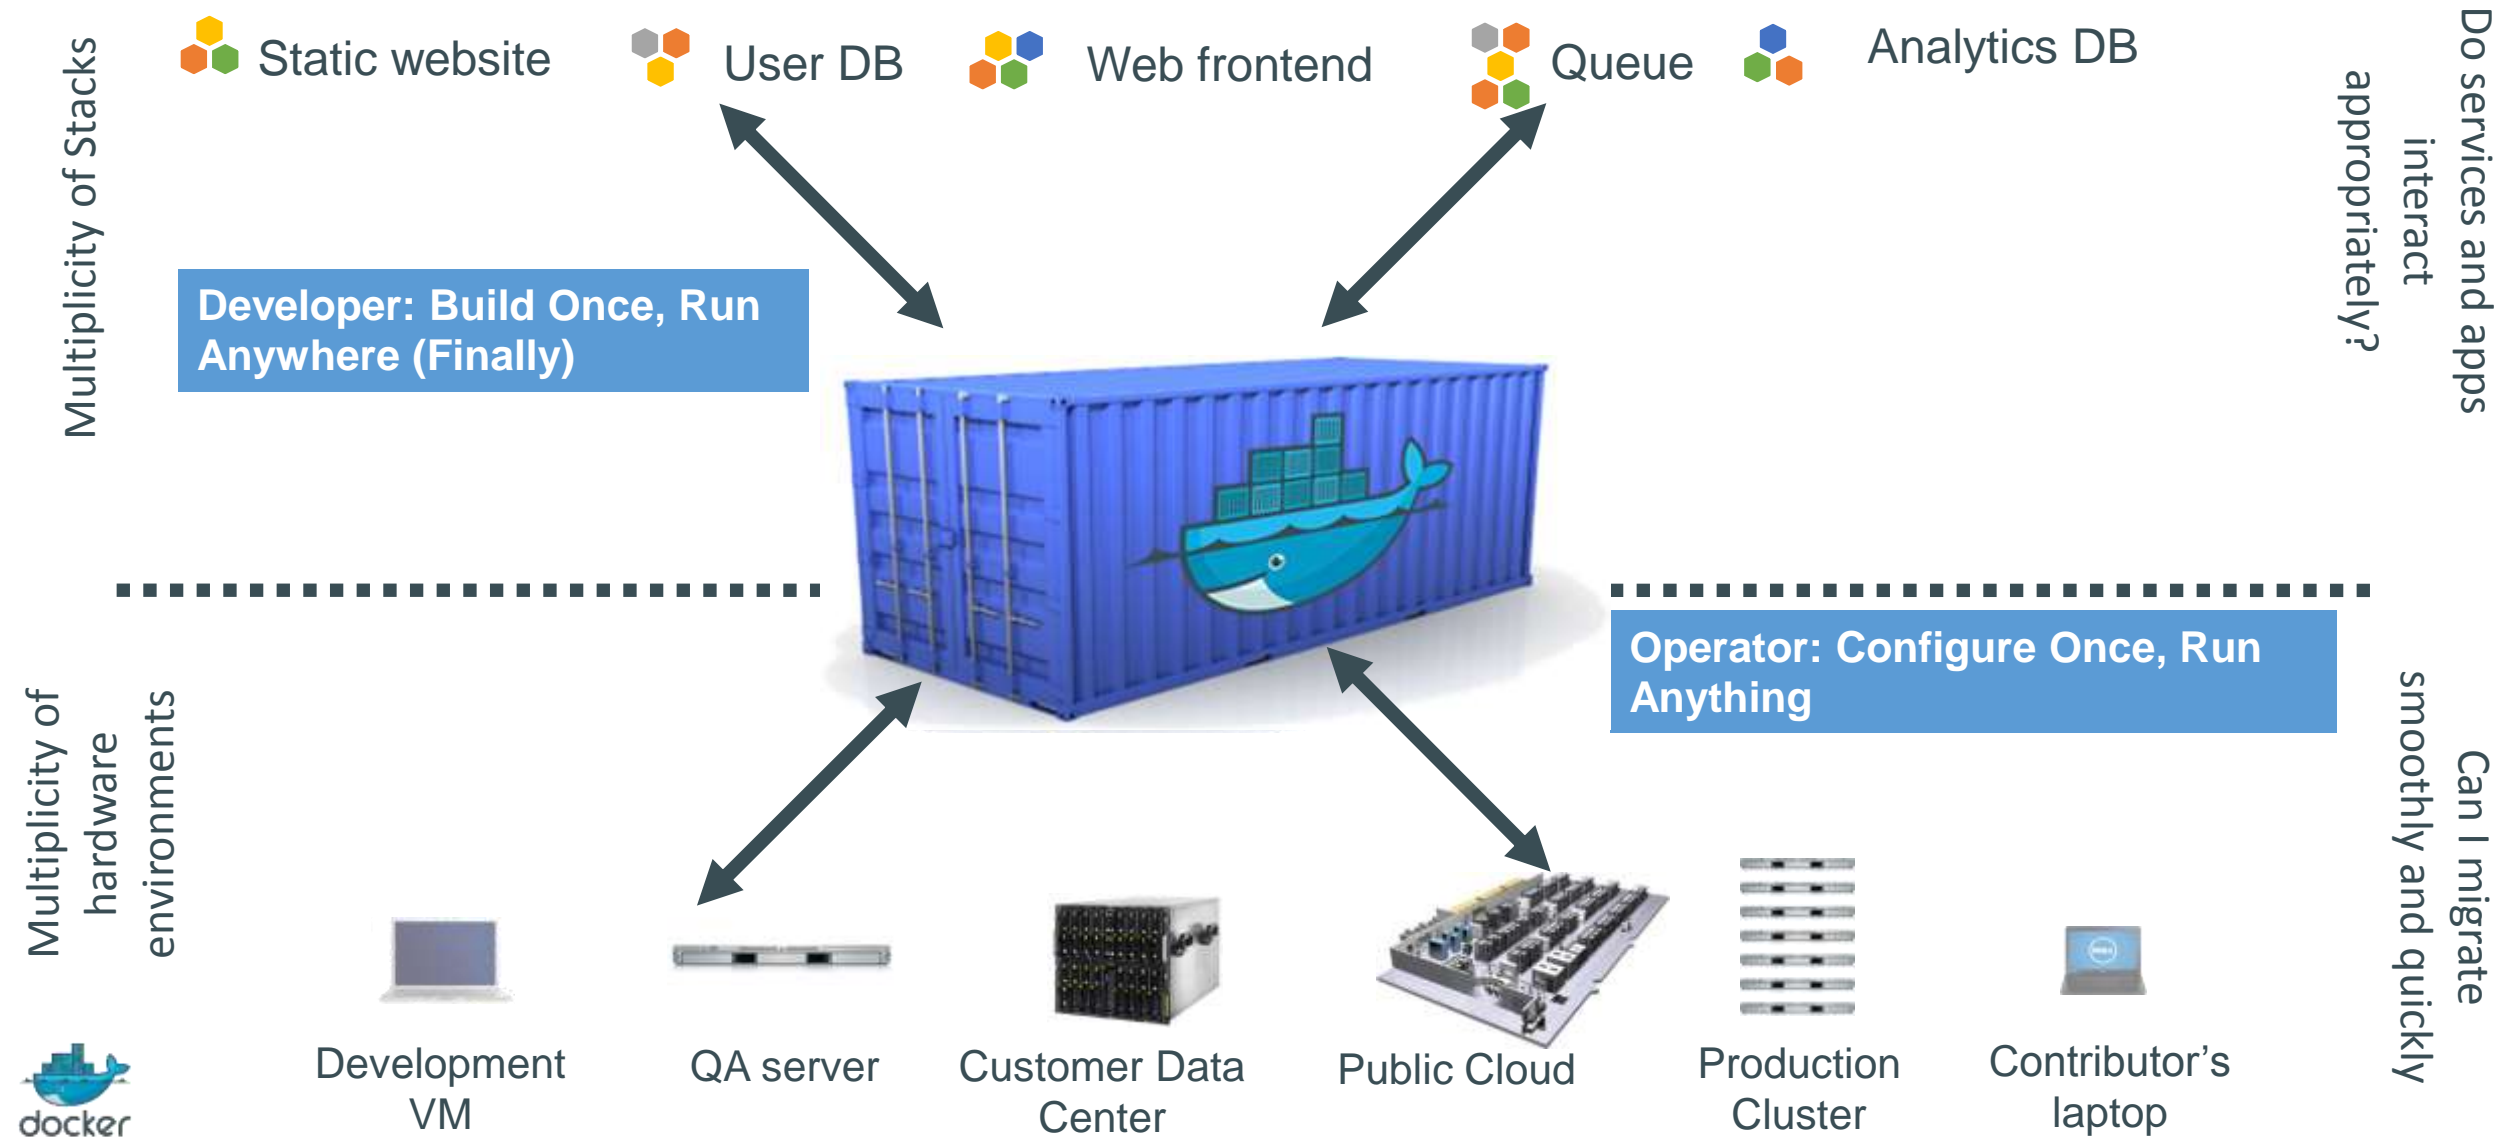 Static website
User DB
Web frontend
Queue
Analytics DB
Multiplicity of Stacks
Do services and apps
interact
appropriately?
Developer: Build Once, Run
Anywhere (Finally)
Operator: Configure Once, Run
Anything
Multiplicity of
hardware
environments
Can I migrate
smoothly and quickly
Development
VM
QA server
Customer Data
Center
Public Cloud
Production
Cluster
Contributor’s
laptop
docker